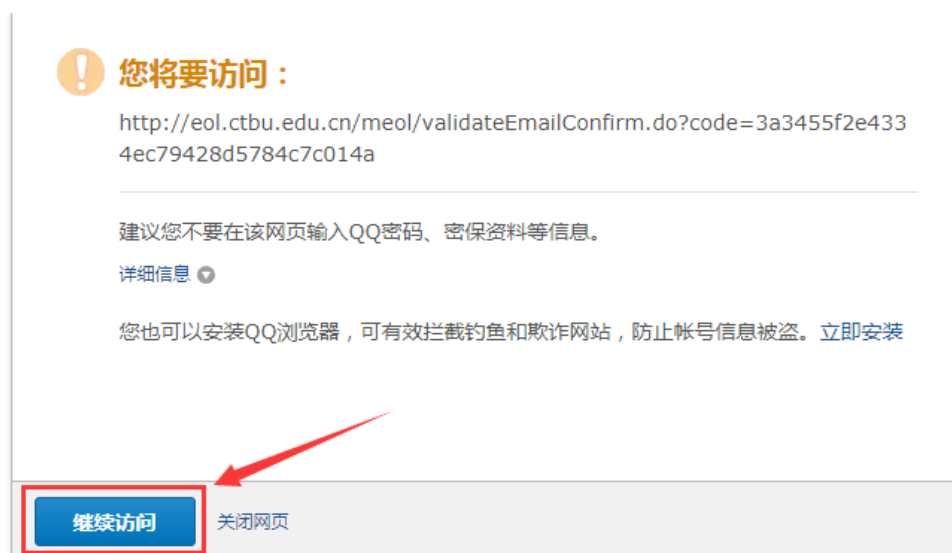 您将要访问：
http://eol.ctbu.edu.cn/meol/validateEmailConfirm.do?code=3a3455f2e433
4ec79428d5784c7c014a
建议您不要在该网页输入QQ密码、密保资料等信息。
详细信息
您也可以安装QQ浏览器，可有效拦截钓鱼和欺诈网站，防止帐号信息被盗。立即安装
继续访问 关闭网页